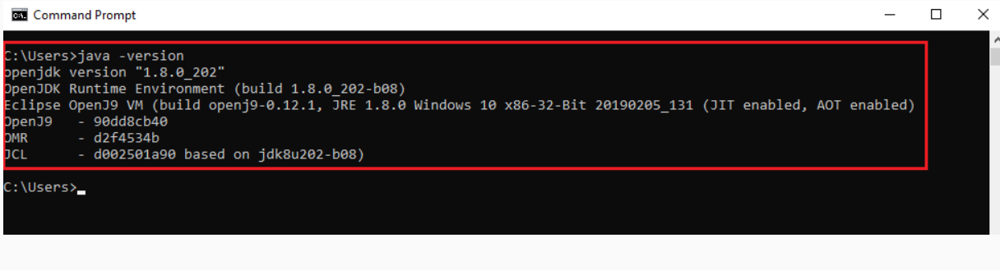 Command Prompt
C:\Users>java -version
openjdk version "1.8.0_202"
OpenJDK Runtime Environment (build 1.8.0_202-b08)
Eclipse OpenJ9 VM (build openj9-0.12.1, JRE 1.8.0 Windows 10 x86-32-Bit 20190205_131 (JIT enabled, AOT enabled)
OpenJ9   - 90dd8cb40
OMR      - d2f4534b
JCL      - d002501a90 based on jdk8u202-b08)
C:\Users>